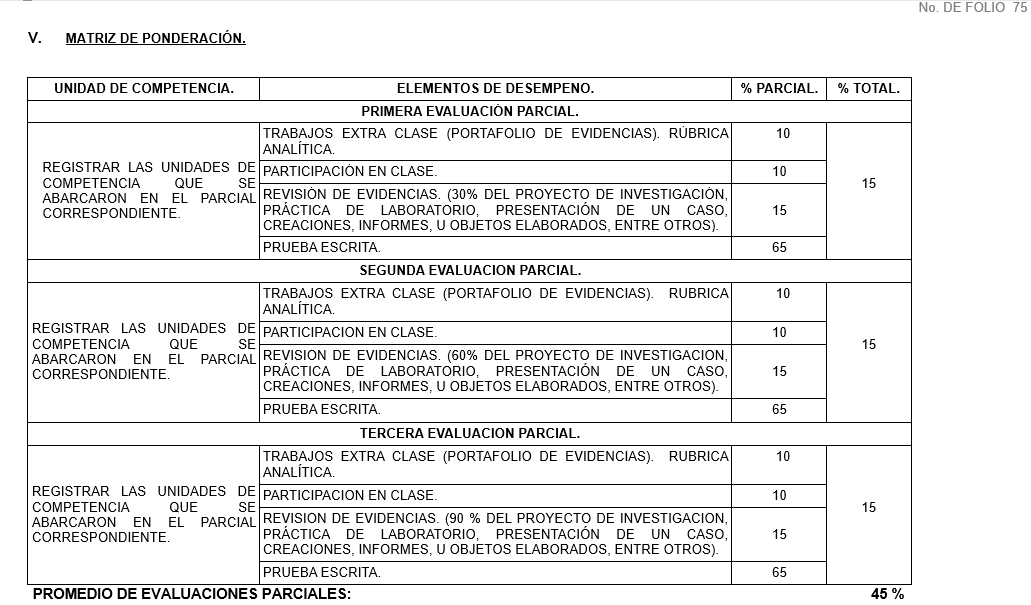 No. DE FOLIO 75
V. MATRIZ DE PONDERACIÓN.
UNIDAD DE COMPETENCIA. ELEMENTOS DE DESEMPENO. % PARCIAL. % TOTAL.
PRIMERA EVALUACIÓN PARCIAL.
REGISTRAR LAS UNIDADES DE
COMPETENCIA QUE SE
ABARCARON EN EL PARCIAL
CORRESPONDIENTE.
TRABAJOS EXTRA CLASE (PORTAFOLIO DE EVIDENCIAS). RÚBRICA
ANALÍTICA.
10
PARTICIPACIÓN EN CLASE.
10
REVISIÓN DE EVIDENCIAS. (30% DEL PROYECTO DE INVESTIGACIÓN,
PRÁCTICA DE LABORATORIO, PRESENTACIÓN DE UN CASO,
CREACIONES, INFORMES, U OBJETOS ELABORADOS, ENTRE OTROS).
15
PRUEBA ESCRITA.
65
15
SEGUNDA EVALUACION PARCIAL.
REGISTRAR LAS UNIDADES DE
COMPETENCIA QUE SE
ABARCARON EN EL PARCIAL
CORRESPONDIENTE.
TRABAJOS EXTRA CLASE (PORTAFOLIO DE EVIDENCIAS). RUBRICA
ANALÍTICA.
10
PARTICIPACION EN CLASE.
10
REVISION DE EVIDENCIAS. (60% DEL PROYECTO DE INVESTIGACION,
PRÁCTICA DE LABORATORIO, PRESENTACIÓN DE UN CASO,
CREACIONES, INFORMES, U OBJETOS ELABORADOS, ENTRE OTROS).
15
PRUEBA ESCRITA.
65
15
TERCERA EVALUACION PARCIAL.
REGISTRAR LAS UNIDADES DE
COMPETENCIA QUE SE
ABARCARON EN EL PARCIAL
CORRESPONDIENTE.
TRABAJOS EXTRA CLASE (PORTAFOLIO DE EVIDENCIAS). RUBRICA
ANALÍTICA.
10
PARTICIPACION EN CLASE.
10
REVISION DE EVIDENCIAS. (90 % DEL PROYECTO DE INVESTIGACION,
PRÁCTICA DE LABORATORIO, PRESENTACIÓN DE UN CASO,
CREACIONES, INFORMES, U OBJETOS ELABORADOS, ENTRE OTROS).
15
PRUEBA ESCRITA.
65
15
PROMEDIO DE EVALUACIONES PARCIALES: 45 %